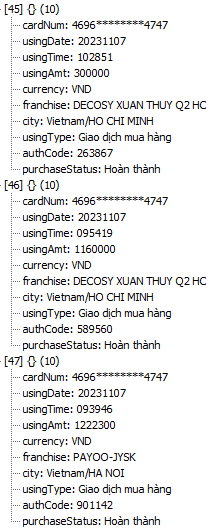 [45] {} (10)
cardNum: 4696********4747
usingDate: 20231107
usingTime: 102851
usingAmt: 300000
currency: VND
franchise: DECOSY XUAN THUY Q2 HC
city: Vietnam/HO CHI MINH
usingType: Giao dịch mua hàng
authCode: 263867
purchaseStatus: Hoàn thành
[46] {} (10)
cardNum: 4696********4747
usingDate: 20231107
usingTime: 095419
usingAmt: 1160000
currency: VND
franchise: DECOSY XUAN THUY Q2 HC
city: Vietnam/HO CHI MINH
usingType: Giao dịch mua hàng
authCode: 589560
purchaseStatus: Hoàn thành
[47] {} (10)
cardNum: 4696********4747
usingDate: 20231107
usingTime: 093946
usingAmt: 1222300
currency: VND
franchise: PAYOO-JYSK
city: Vietnam/HA NOI
usingType: Giao dịch mua hàng
authCode: 901142
purchaseStatus: Hoàn thành